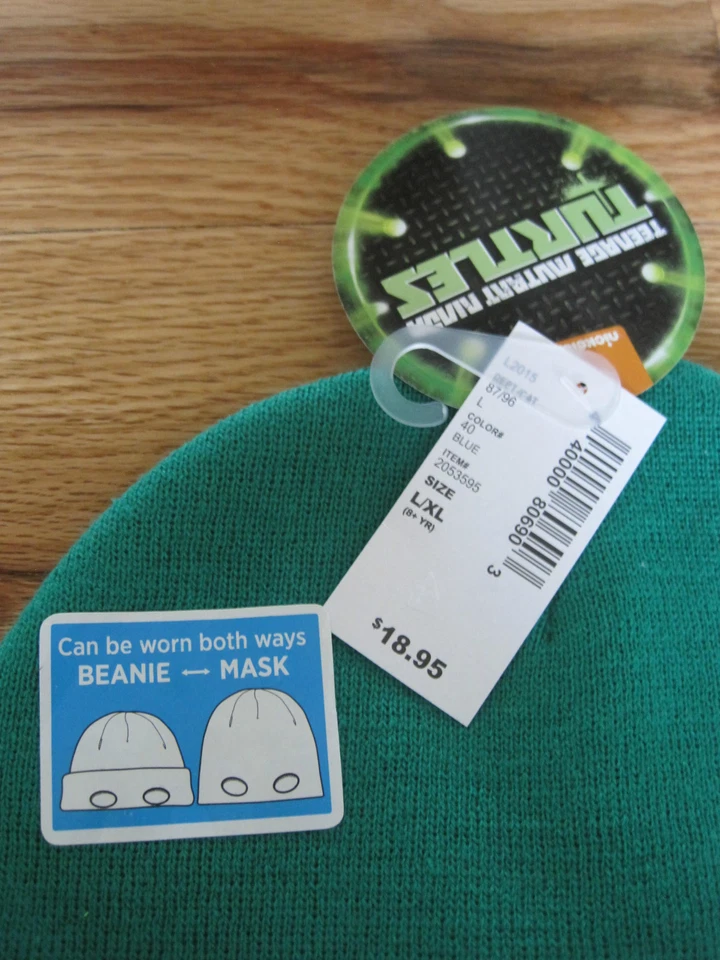 TEENAGE MUTANT NINJA
TURTLES
L2015
DEPT/CAT
87/96
L
COLOR#
40
BLUE
ITEM#
2053595
SIZE
L/XL
(8+ YR)
40000 80690 3
$18.95
Can be worn both ways
BEANIE ↔ MASK